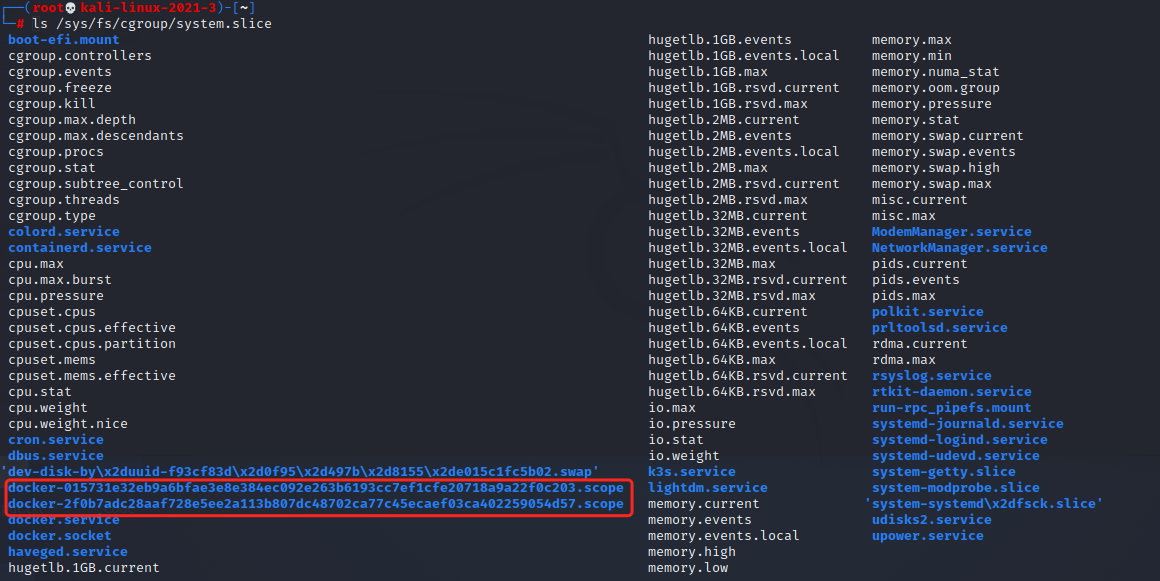 (root💀kali-linux-2021-3)-[~]
# ls /sys/fs/cgroup/system.slice
boot-efi.mount hugetlb.1GB.events memory.max
cgroup.controllers hugetlb.1GB.events.local memory.min
cgroup.events hugetlb.1GB.max memory.numa_stat
cgroup.freeze hugetlb.1GB.rsvd.current memory.oom.group
cgroup.kill hugetlb.1GB.rsvd.max memory.pressure
cgroup.max.depth hugetlb.2MB.current memory.stat
cgroup.max.descendants hugetlb.2MB.events memory.swap.current
cgroup.procs hugetlb.2MB.events.local memory.swap.events
cgroup.stat hugetlb.2MB.max memory.swap.high
cgroup.subtree_control hugetlb.2MB.rsvd.current memory.swap.max
cgroup.threads hugetlb.2MB.rsvd.max misc.current
cgroup.type hugetlb.32MB.current misc.max
colord.service hugetlb.32MB.events ModemManager.service
containerd.service hugetlb.32MB.events.local NetworkManager.service
cpu.max hugetlb.32MB.max pids.current
cpu.max.burst hugetlb.32MB.rsvd.current pids.events
cpu.pressure hugetlb.32MB.rsvd.max pids.max
cpuset.cpus hugetlb.64KB.current polkit.service
cpuset.cpus.effective hugetlb.64KB.events prltoolsd.service
cpuset.cpus.partition hugetlb.64KB.events.local rdma.current
cpuset.mems hugetlb.64KB.max rdma.max
cpuset.mems.effective hugetlb.64KB.rsvd.current rsyslog.service
cpu.stat hugetlb.64KB.rsvd.max rtkit-daemon.service
cpu.weight io.max run-rpc_pipefs.mount
cpu.weight.nice io.pressure systemd-journald.service
cron.service io.stat systemd-logind.service
dbus.service io.weight systemd-udevd.service
'dev-disk-by\x2duuid-f93cf83d\x2d0f95\x2d497b\x2d8155\x2de015c1fc5b02.swap' k3s.service system-getty.slice
docker-015731e32eb9a6bfae3e8e384ec092e263b6193cc7ef1cfe20718a9a22f0c203.scope lightdm.service system-modprobe.slice
docker-2f0b7adc28aaf728e5ee2a113b807dc48702ca77c45ecaef03ca402259054d57.scope memory.current 'system-systemd\x2dfsck.slice'
docker.service memory.events udisks2.service
docker.socket memory.events.local upower.service
haveged.service memory.high
hugetlb.1GB.current memory.low